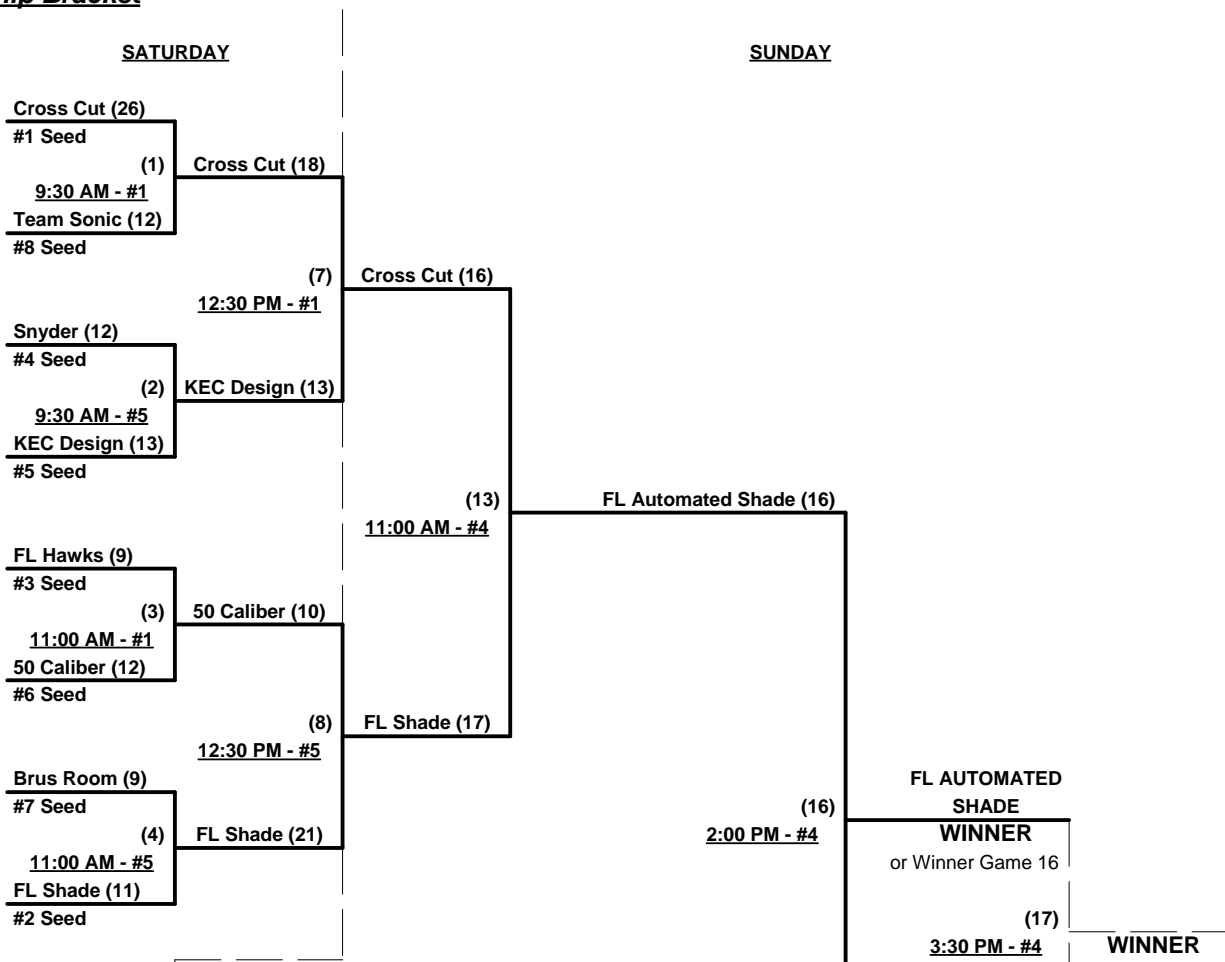 SATURDAY
SUNDAY
Cross Cut (26)
#1 Seed
(1)
Cross Cut (18)
9:30 AM - #1
Team Sonic (12)
#8 Seed
(7)
Cross Cut (16)
12:30 PM - #1
Snyder (12)
#4 Seed
(2)
KEC Design (13)
9:30 AM - #5
KEC Design (13)
#5 Seed
(13)
FL Automated Shade (16)
11:00 AM - #4
FL Hawks (9)
#3 Seed
(3)
50 Caliber (10)
11:00 AM - #1
50 Caliber (12)
#6 Seed
(8)
FL Shade (17)
12:30 PM - #5
Brus Room (9)
#7 Seed
(4)
FL Shade (21)
11:00 AM - #5
FL Shade (11)
#2 Seed
(16)
2:00 PM - #4
FL AUTOMATED
SHADE
WINNER
or Winner Game 16
(17)
3:30 PM - #4
WINNER